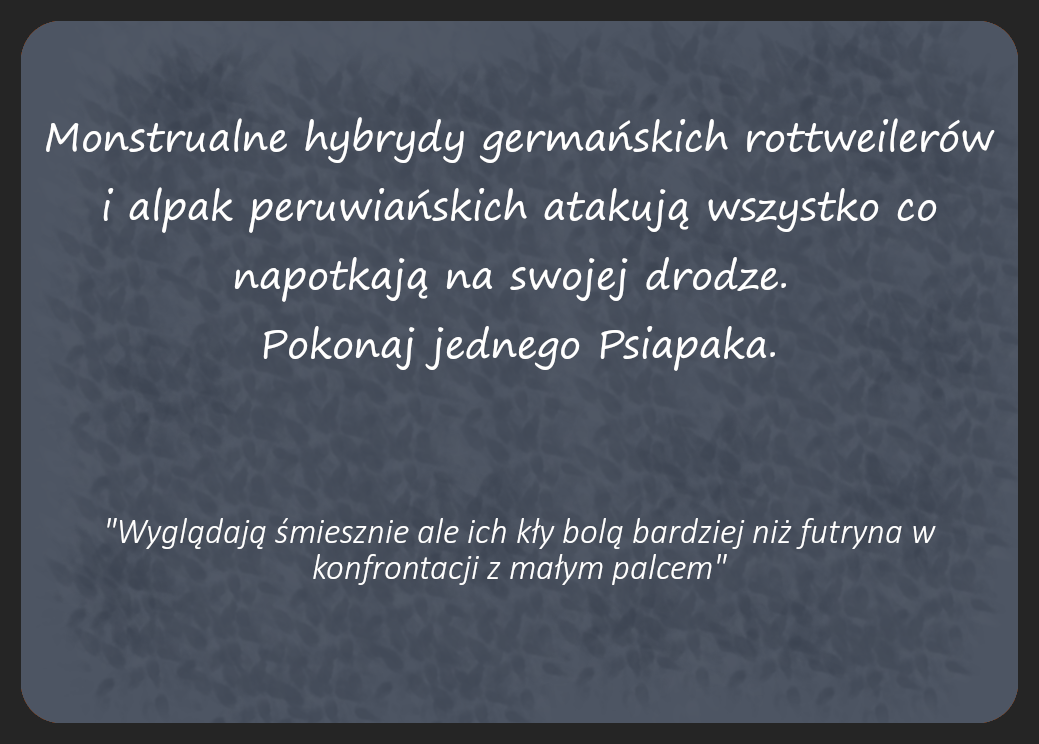 Monstrualne hybrydy germańskich rottweilerów
i alpak peruwiańskich atakują wszystko co
napotkają na swojej drodze.
Pokonaj jednego Psiapaka.
"Wyglądają śmiesznie ale ich kły bolą bardziej niż futryna w
konfrontacji z małym palcem"